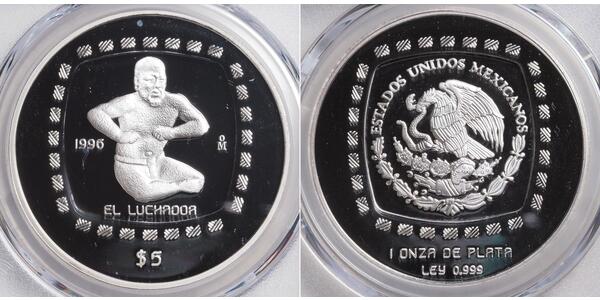 1996
Mo
EL LUCHADOR
$5
ESTADOS UNIDOS MEXICANOS
1 ONZA DE PLATA
LEY 0.999